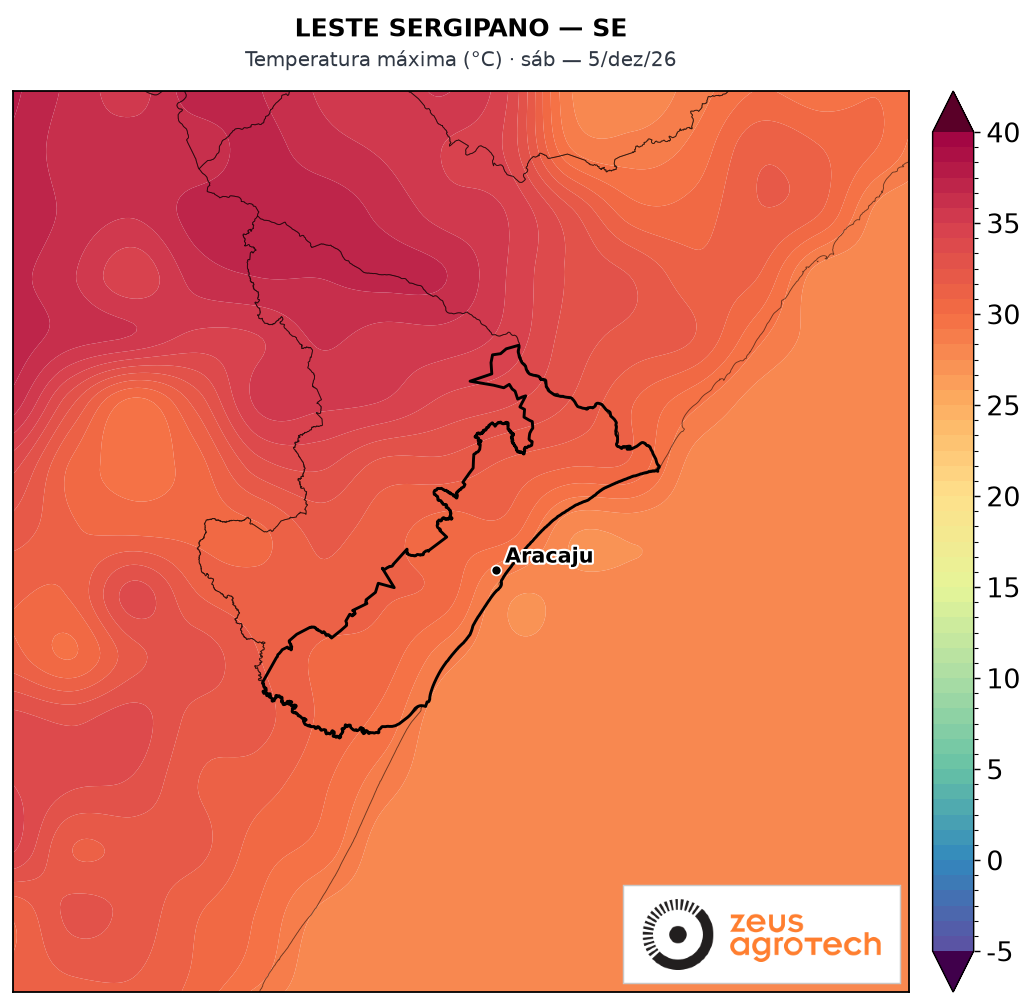 LESTE SERGIPANO — SE
Temperatura máxima (°C) · sáb — 5/dez/26
40
35
30
25
20
15
10
5
0
-5
Aracaju
zeus
agrotech